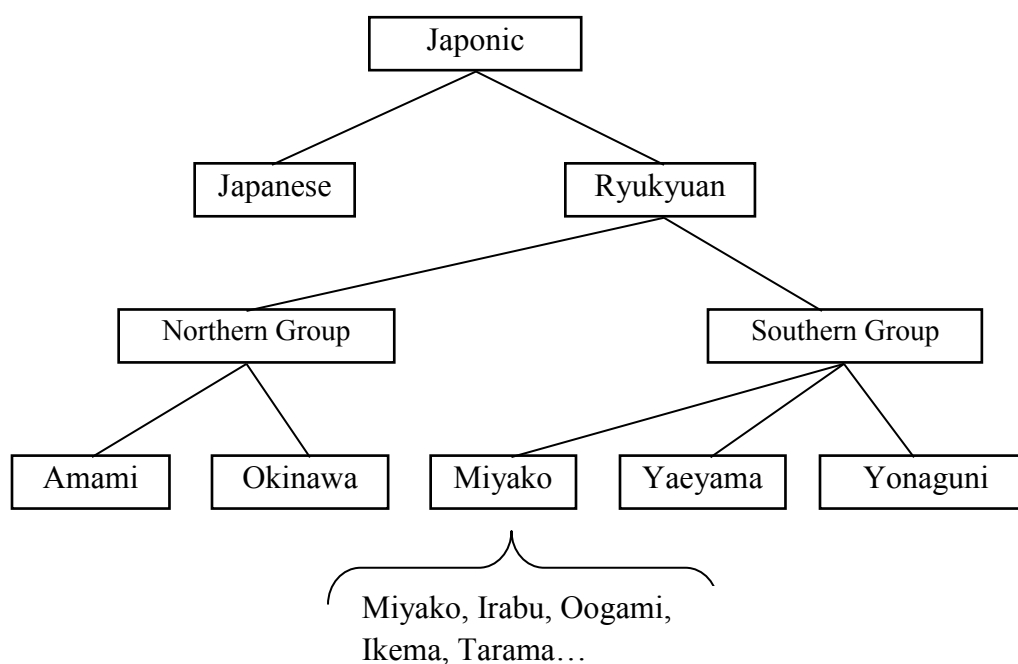 Japonic
Japanese
Ryukyuan
Northern Group
Southern Group
Amami
Okinawa
Miyako
Yaeyama
Yonaguni
Miyako, Irabu, Oogami,
Ikema, Tarama…